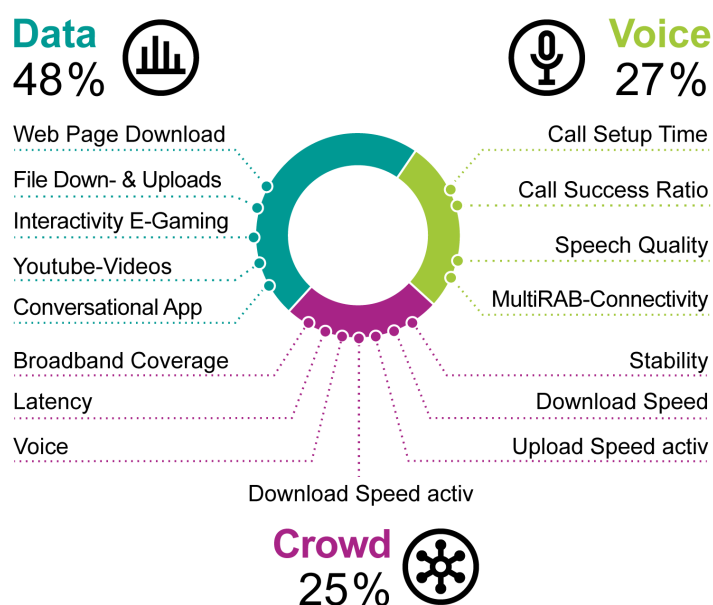 Data
48%
Voice
27%
Web Page Download
File Down- & Uploads
Interactivity E-Gaming
Youtube-Videos
Conversational App
Call Setup Time
Call Success Ratio
Speech Quality
MultiRAB-Connectivity
Broadband Coverage
Latency
Voice
Stability
Download Speed
Upload Speed activ
Download Speed activ
Crowd
25%